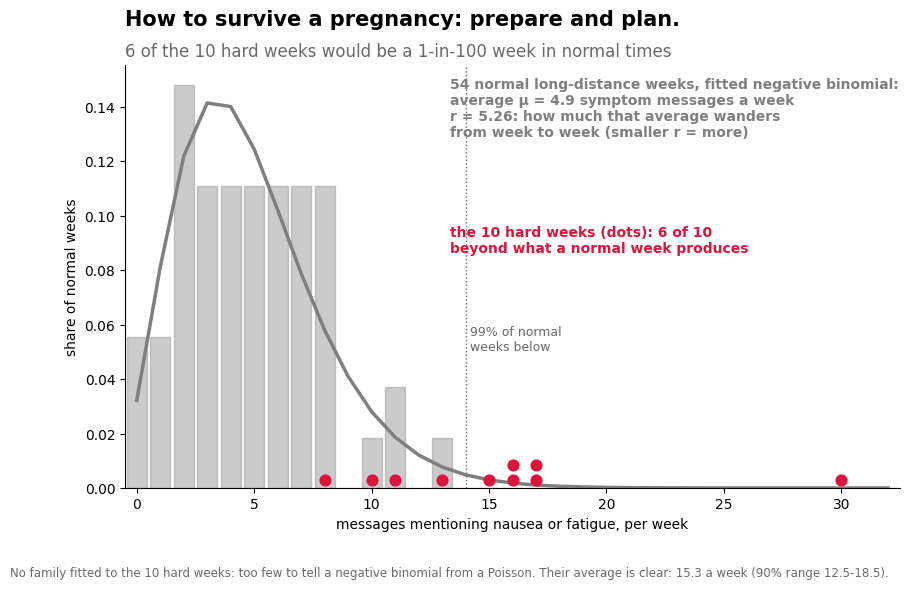 How to survive a pregnancy: prepare and plan.
6 of the 10 hard weeks would be a 1-in-100 week in normal times
54 normal long-distance weeks, fitted negative binomial:
average μ = 4.9 symptom messages a week
r = 5.26: how much that average wanders
from week to week (smaller r = more)
the 10 hard weeks (dots): 6 of 10
beyond what a normal week produces
99% of normal
weeks below
share of normal weeks
0.14
0.12
0.10
0.08
0.06
0.04
0.02
0.00
0 5 10 15 20 25 30
messages mentioning nausea or fatigue, per week
No family fitted to the 10 hard weeks: too few to tell a negative binomial from a Poisson. Their average is clear: 15.3 a week (90% range 12.5-18.5).